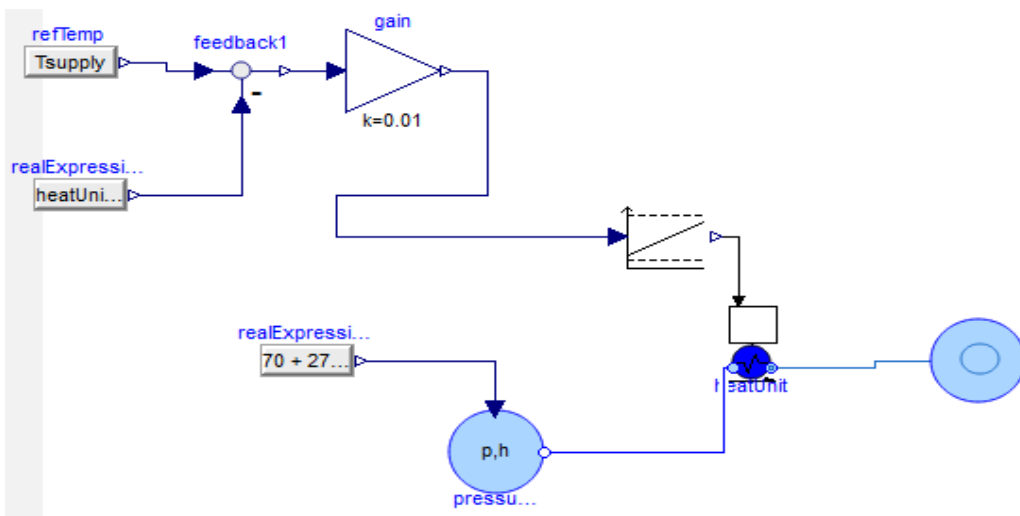 gain
refTemp
feedback1
Tsupply
-
k=0.01
realExpressi...
heatUni...
realExpressi...
70 + 27...
heatUnit
p,h
pressu...